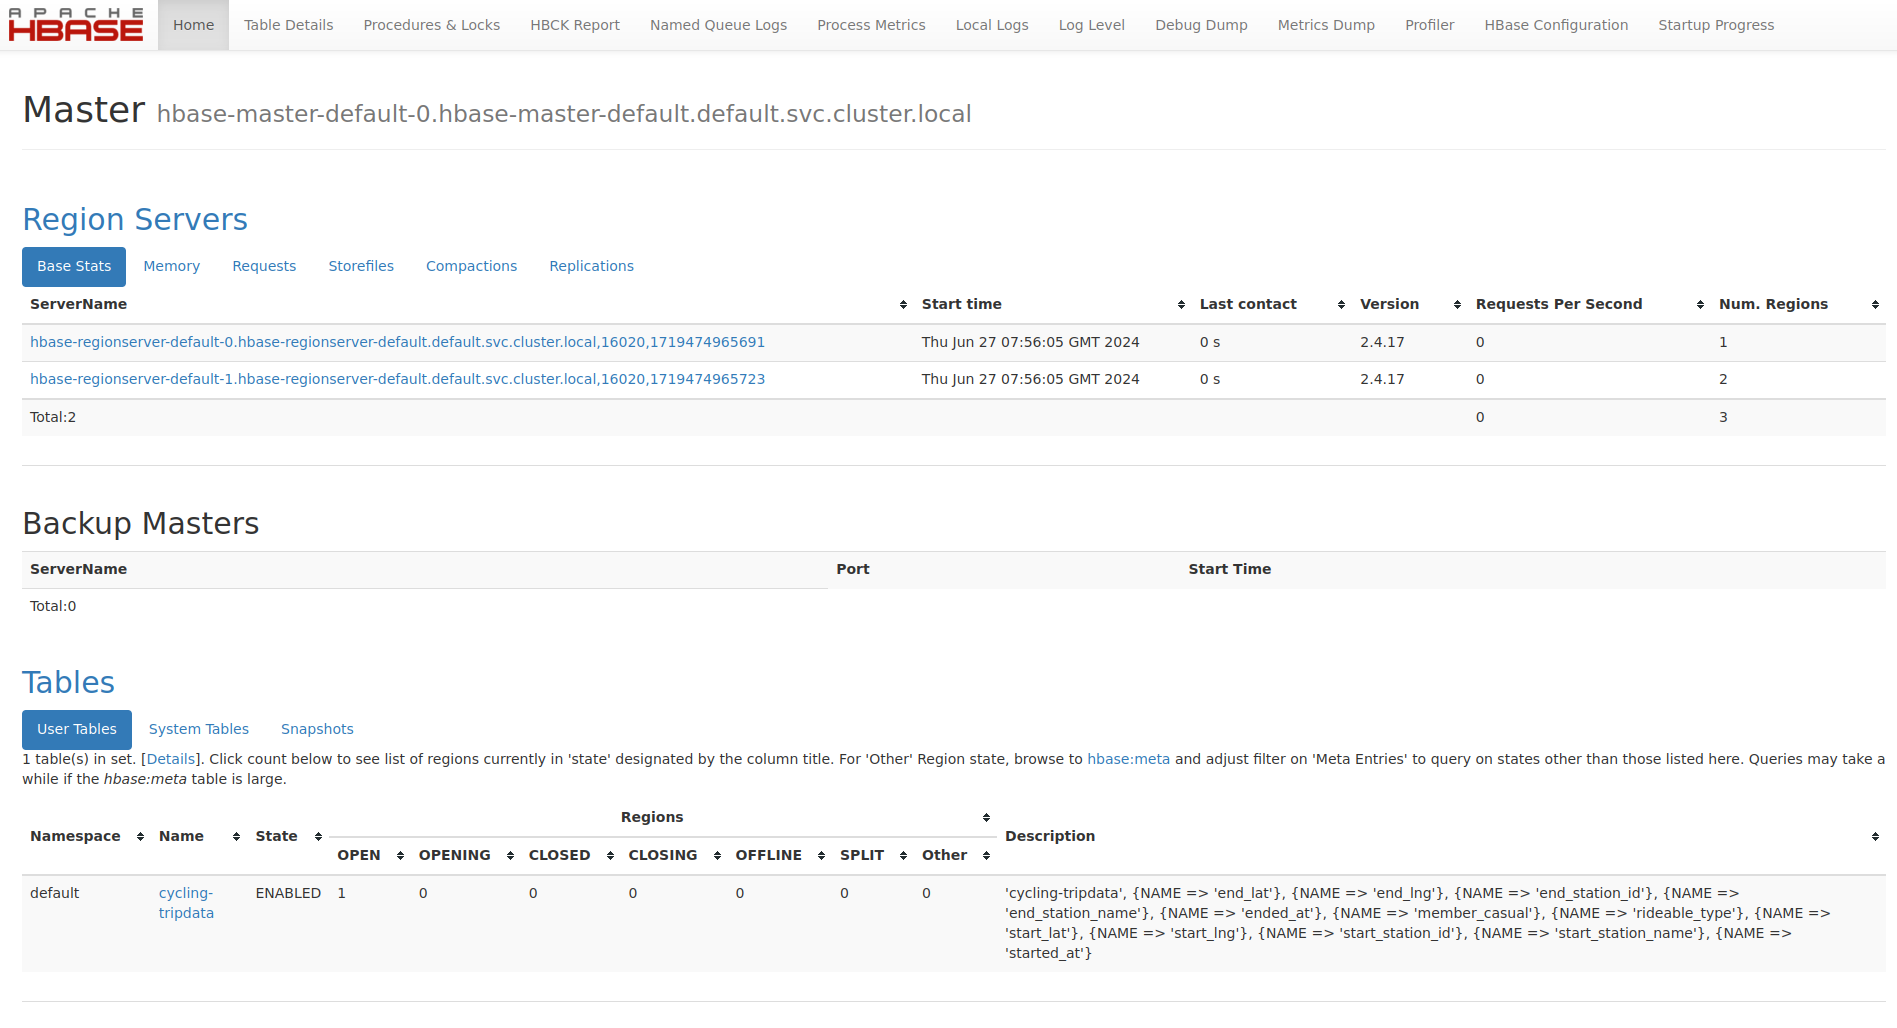 APACHE
HBASE
Home Table Details Procedures & Locks HBCK Report Named Queue Logs Process Metrics Local Logs Log Level Debug Dump Metrics Dump Profiler HBase Configuration Startup Progress
Master hbase-master-default-0.hbase-master-default.default.svc.cluster.local
Region Servers
Base Stats Memory Requests Storefiles Compactions Replications
ServerName Start time Last contact Version Requests Per Second Num. Regions
hbase-regionserver-default-0.hbase-regionserver-default.default.svc.cluster.local,16020,1719474965691 Thu Jun 27 07:56:05 GMT 2024 0 s 2.4.17 0 1
hbase-regionserver-default-1.hbase-regionserver-default.default.svc.cluster.local,16020,1719474965723 Thu Jun 27 07:56:05 GMT 2024 0 s 2.4.17 0 2
Total:2 0 3
Backup Masters
ServerName Port Start Time
Total:0
Tables
User Tables System Tables Snapshots
1 table(s) in set. [Details]. Click count below to see list of regions currently in 'state' designated by the column title. For 'Other' Region state, browse to hbase:meta and adjust filter on 'Meta Entries' to query on states other than those listed here. Queries may take a
while if the hbase:meta table is large.
Regions
Namespace Name State Description
OPEN OPENING CLOSED CLOSING OFFLINE SPLIT Other
default cycling- ENABLED 1 0 0 0 0 0 0 'cycling-tripdata', {NAME => 'end_lat'}, {NAME => 'end_lng'}, {NAME => 'end_station_id'}, {NAME =>
tripdata 'end_station_name'}, {NAME => 'ended_at'}, {NAME => 'member_casual'}, {NAME => 'rideable_type'}, {NAME =>
'start_lat'}, {NAME => 'start_lng'}, {NAME => 'start_station_id'}, {NAME => 'start_station_name'}, {NAME =>
'started_at'}